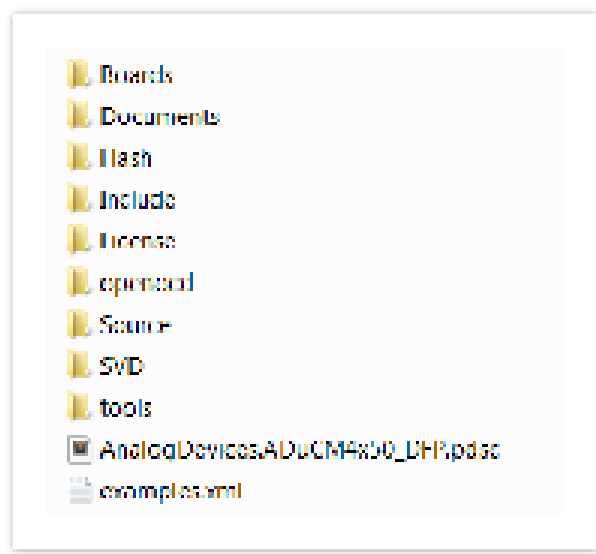 Boards
Documents
Flash
Include
License
openocd
Source
SVD
tools
AnalogDevices.ADuCM4x50_DFP.pdsc
examples.xml